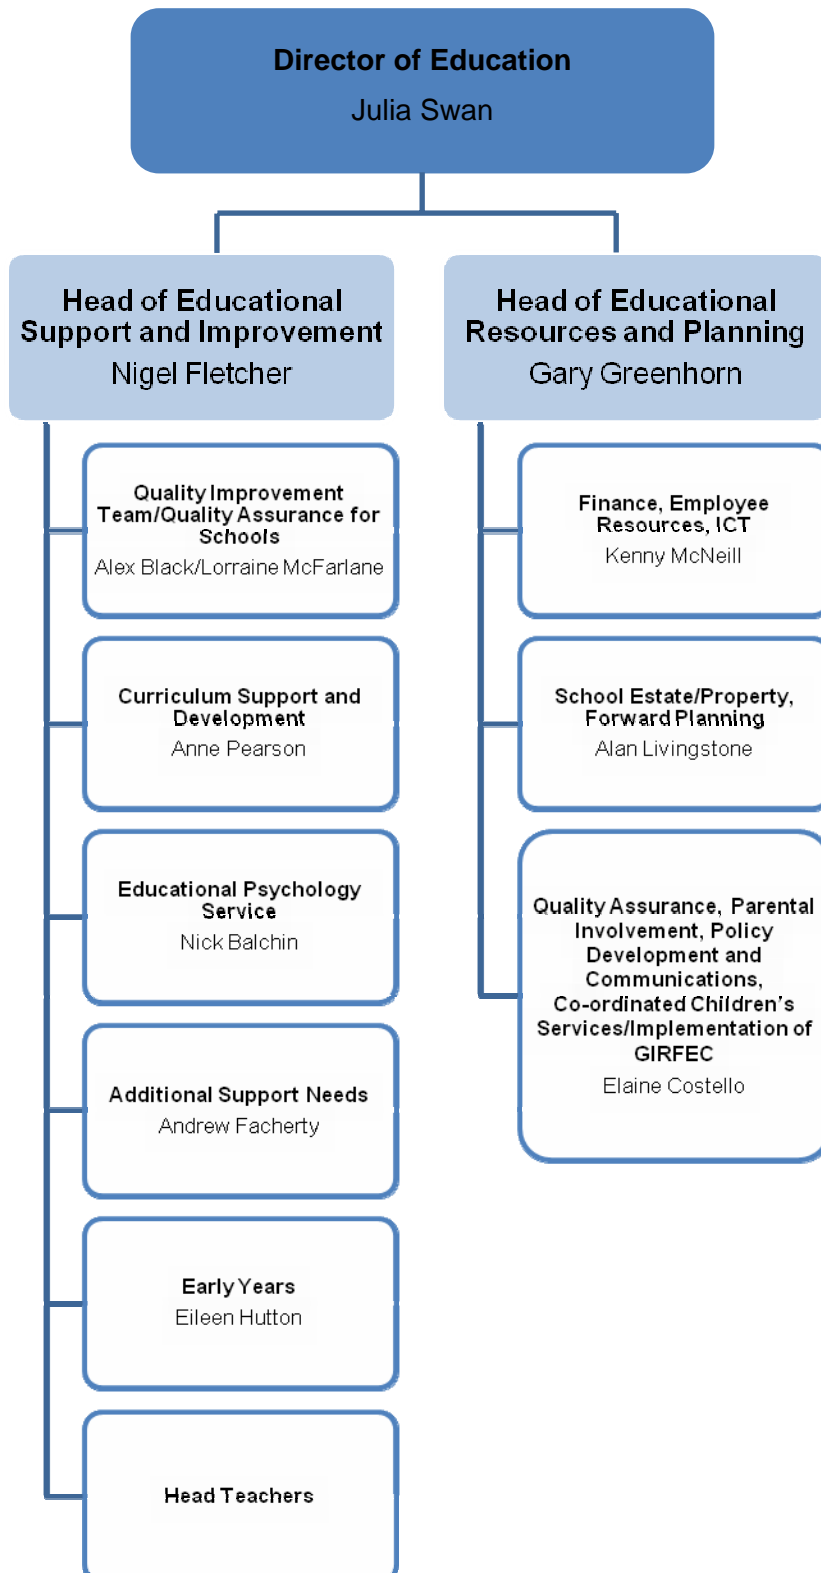 Director of Education
Julia Swan
Head of Educational
Support and Improvement
Nigel Fletcher
Head of Educational
Resources and Planning
Gary Greenhorn
Quality Improvement
Team/Quality Assurance for
Schools
Alex Black/Lorraine McFarlane
Curriculum Support and
Development
Anne Pearson
Educational Psychology
Service
Nick Balchin
Additional Support Needs
Andrew Facherty
Early Years
Eileen Hutton
Head Teachers
Finance, Employee
Resources, ICT
Kenny McNeill
School Estate/Property,
Forward Planning
Alan Livingstone
Quality Assurance, Parental
Involvement, Policy
Development and
Communications,
Co-ordinated Children's
Services/Implementation of
GIRFEC
Elaine Costello